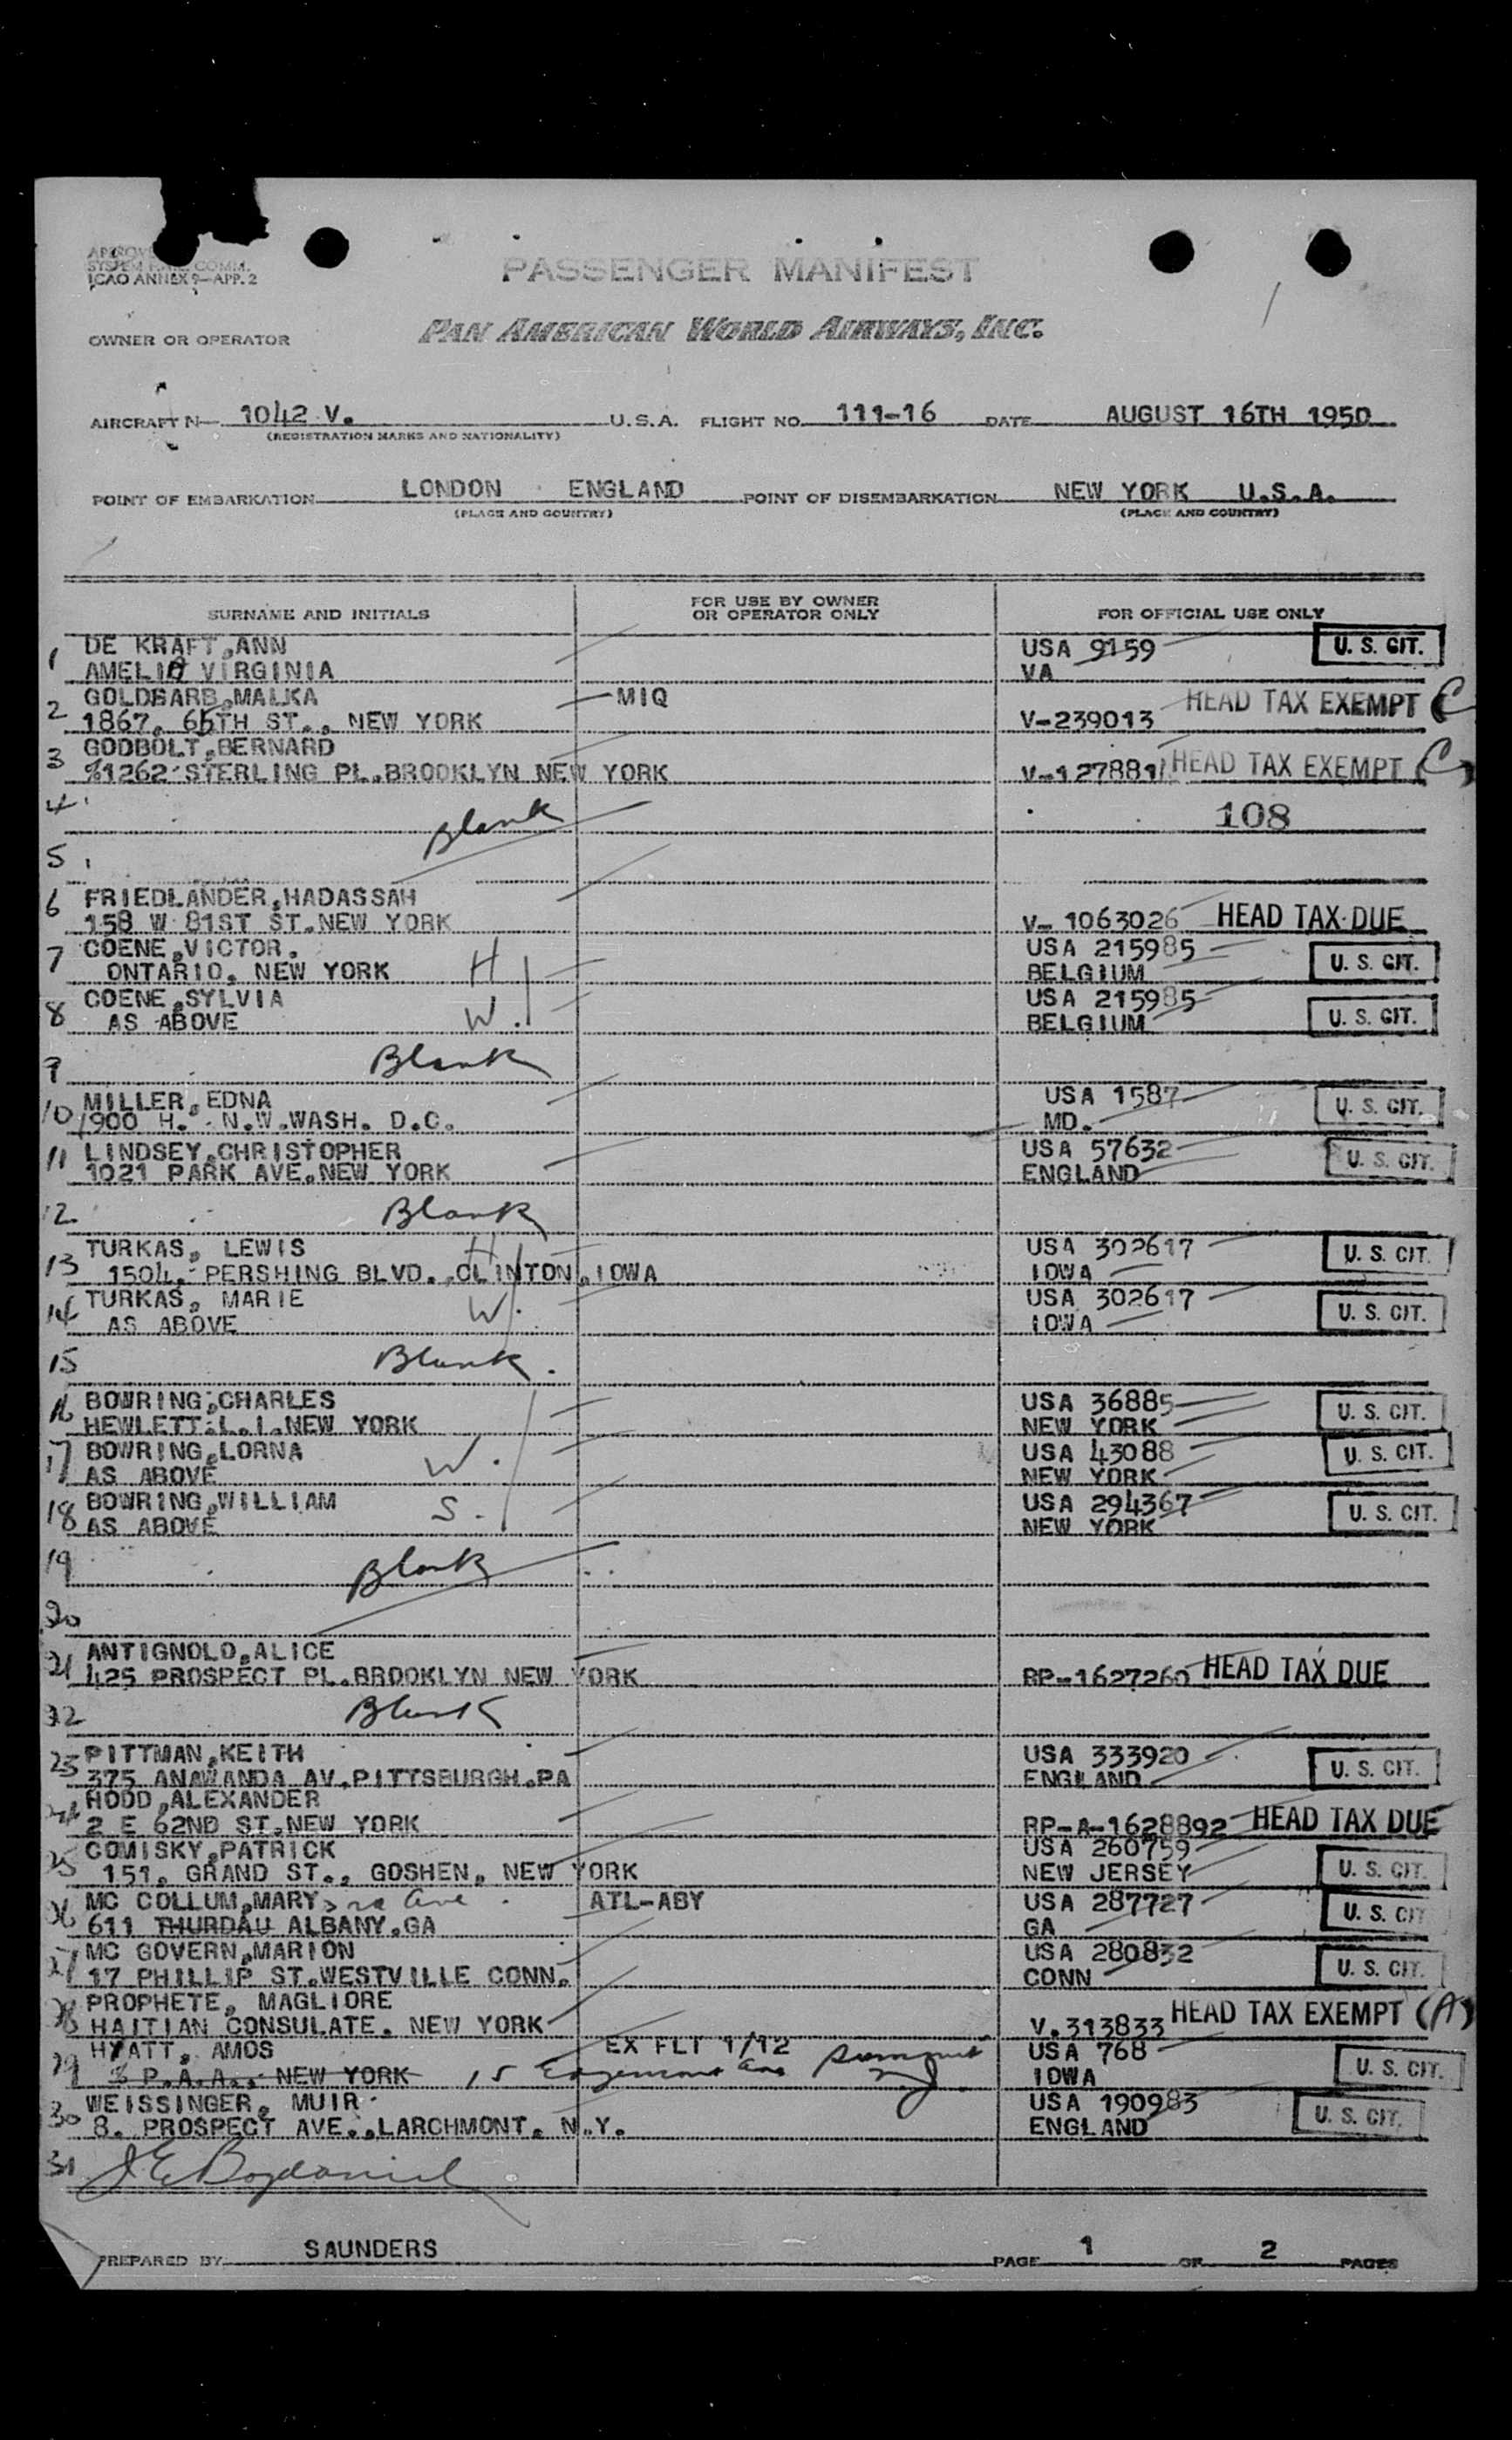 ICAO ANNEX 9-APP. 2
PASSENGER MANIFEST
OWNER OR OPERATOR PAN AMERICAN WORLD AIRWAYS, INC.
AIRCRAFT N- 1042 V. U.S.A. FLIGHT NO. 111-16 DATE AUGUST 16TH 1950
(REGISTRATION MARKS AND NATIONALITY)
POINT OF EMBARKATION LONDON ENGLAND POINT OF DISEMBARKATION NEW YORK U.S.A.
(PLACE AND COUNTRY) (PLACE AND COUNTRY)
SURNAME AND INITIALS FOR USE BY OWNER OR OPERATOR ONLY FOR OFFICIAL USE ONLY
1 DE KRAFT, ANN USA 9159 U. S. CIT.
AMELIA VIRGINIA VA
2 GOLDBARB, MALKA MIQ HEAD TAX EXEMPT C
1867, 65TH ST., NEW YORK V-239013
3 GODBOLT, BERNARD
%1262 STERLING PL. BROOKLYN NEW YORK V-127881 HEAD TAX EXEMPT C
4 Blank 108
5
6 FRIEDLANDER, HADASSAH
158 W 81ST ST. NEW YORK V- 1063026 HEAD TAX DUE
7 COENE, VICTOR. H USA 215985 U. S. CIT.
ONTARIO, NEW YORK BELGIUM
8 COENE, SYLVIA W. USA 215985 U. S. CIT.
AS ABOVE BELGIUM
9 Blank
10 MILLER, EDNA USA 1587 U. S. CIT.
1900 H. N.W. WASH. D.C. MD.
11 LINDSEY, CHRISTOPHER USA 57632 U. S. CIT.
1021 PARK AVE. NEW YORK ENGLAND
12 Blank
13 TURKAS, LEWIS H USA 302617 U. S. CIT.
1504, PERSHING BLVD., CLINTON, IOWA IOWA
14 TURKAS, MARIE W. USA 302617 U. S. CIT.
AS ABOVE IOWA
15 Blank.
16 BOWRING, CHARLES USA 36885 U. S. CIT.
HEWLETT L.I. NEW YORK NEW YORK
17 BOWRING, LORNA W. USA 43088 U. S. CIT.
AS ABOVE NEW YORK
18 BOWRING, WILLIAM S. USA 294367 U. S. CIT.
AS ABOVE NEW YORK
19 Blank
20
21 ANTIGNOLO, ALICE
425 PROSPECT PL. BROOKLYN NEW YORK RP-1627260 HEAD TAX DUE
22 Blank
23 PITTMAN, KEITH USA 333920 U. S. CIT.
375 ANAWANDA AV. PITTSBURGH. PA ENGLAND
24 HOOD, ALEXANDER
2 E 62ND ST. NEW YORK RP-A-1628892 HEAD TAX DUE
25 COMISKY, PATRICK USA 260759 U. S. CIT.
151, GRAND ST., GOSHEN, NEW YORK NEW JERSEY
26 MC COLLUM, MARY Ave ATL-ABY USA 287727 U. S. CIT
611 THURDAU ALBANY. GA GA
27 MC GOVERN, MARION USA 280832 U. S. CIT.
17 PHILLIP ST. WESTVILLE CONN. CONN
28 PROPHETE, MAGLIORE
HAITIAN CONSULATE. NEW YORK V.313833 HEAD TAX EXEMPT (A)
29 HYATT, AMOS EX FLT 1/12 USA 768 U. S. CIT.
% P.A.A., NEW YORK 15 Edgemont Ave Summit NJ IOWA
30 WEISSINGER, MUIR USA 190983 U. S. CIT.
8. PROSPECT AVE., LARCHMONT. N.Y. ENGLAND
31
PREPARED BY SAUNDERS PAGE 1 OF 2 PAGES